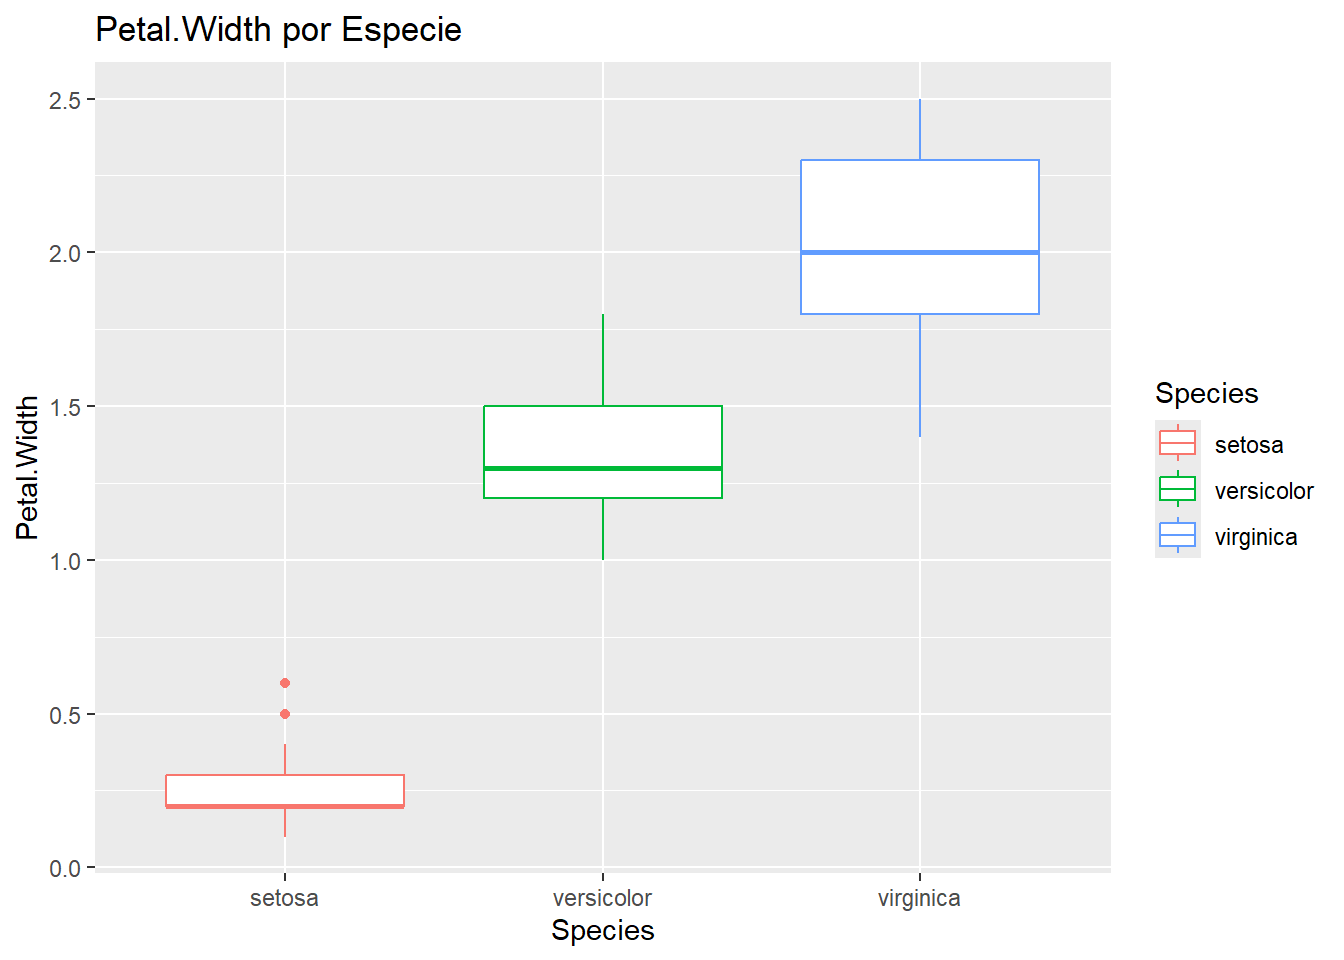 Petal.Width por Especie
2.5
2.0
1.5
1.0
0.5
0.0
Petal.Width
setosa
versicolor
virginica
Species
Species
setosa
versicolor
virginica